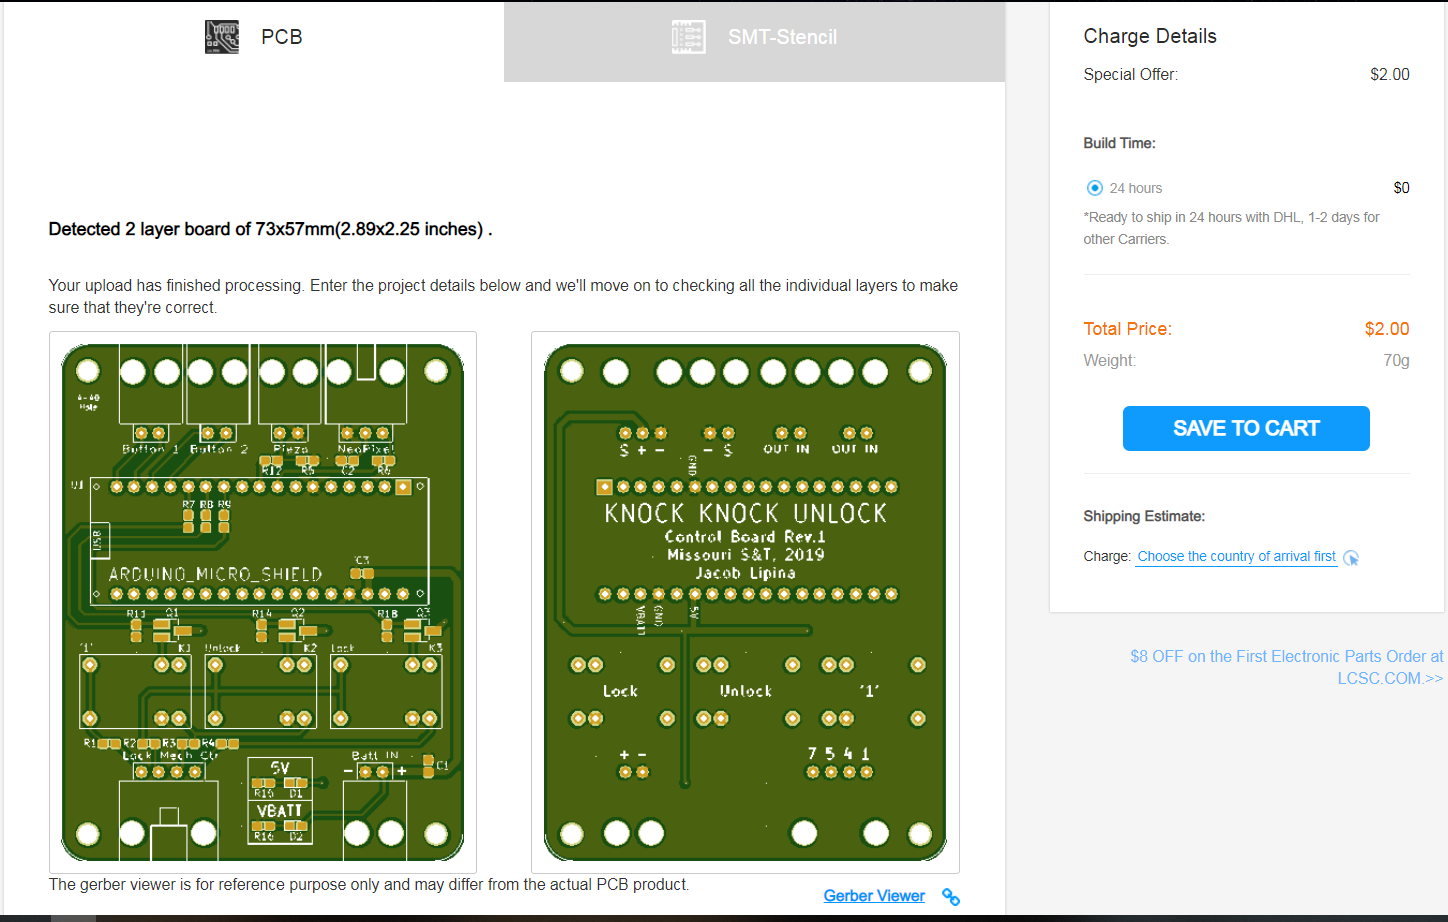 PCB
SMT-Stencil
Detected 2 layer board of 73x57mm(2.89x2.25 inches) .
Your upload has finished processing. Enter the project details below and we'll move on to checking all the individual layers to make
sure that they're correct.
4-40
Hole
Button 1
Button 2
Piezo
NeoPixel
R12
R5
C2
R6
U1
R7 R8 R9
USB
C3
ARDUINO_MICRO_SHIELD
R11
Q1
R14
Q2
R18
Q3
'1'
K1
Unlock
K2
Lock
K3
R1
R2
R3
R4
Lock Mech Ctr
Batt IN
- +
C1
5V
R15 D1
VBATT
R16 D2
S + -
- S
OUT IN
OUT IN
GND
KNOCK KNOCK UNLOCK
Control Board Rev.1
Missouri S&T, 2019
Jacob Lipina
VBATT
GND
5V
Lock
Unlock
'1'
+ -
7 5 4 1
The gerber viewer is for reference purpose only and may differ from the actual PCB product.
Gerber Viewer
Charge Details
Special Offer: $2.00
Build Time:
24 hours $0
*Ready to ship in 24 hours with DHL, 1-2 days for
other Carriers.
Total Price: $2.00
Weight: 70g
SAVE TO CART
Shipping Estimate:
Charge: Choose the country of arrival first
$8 OFF on the First Electronic Parts Order at
LCSC.COM.>>